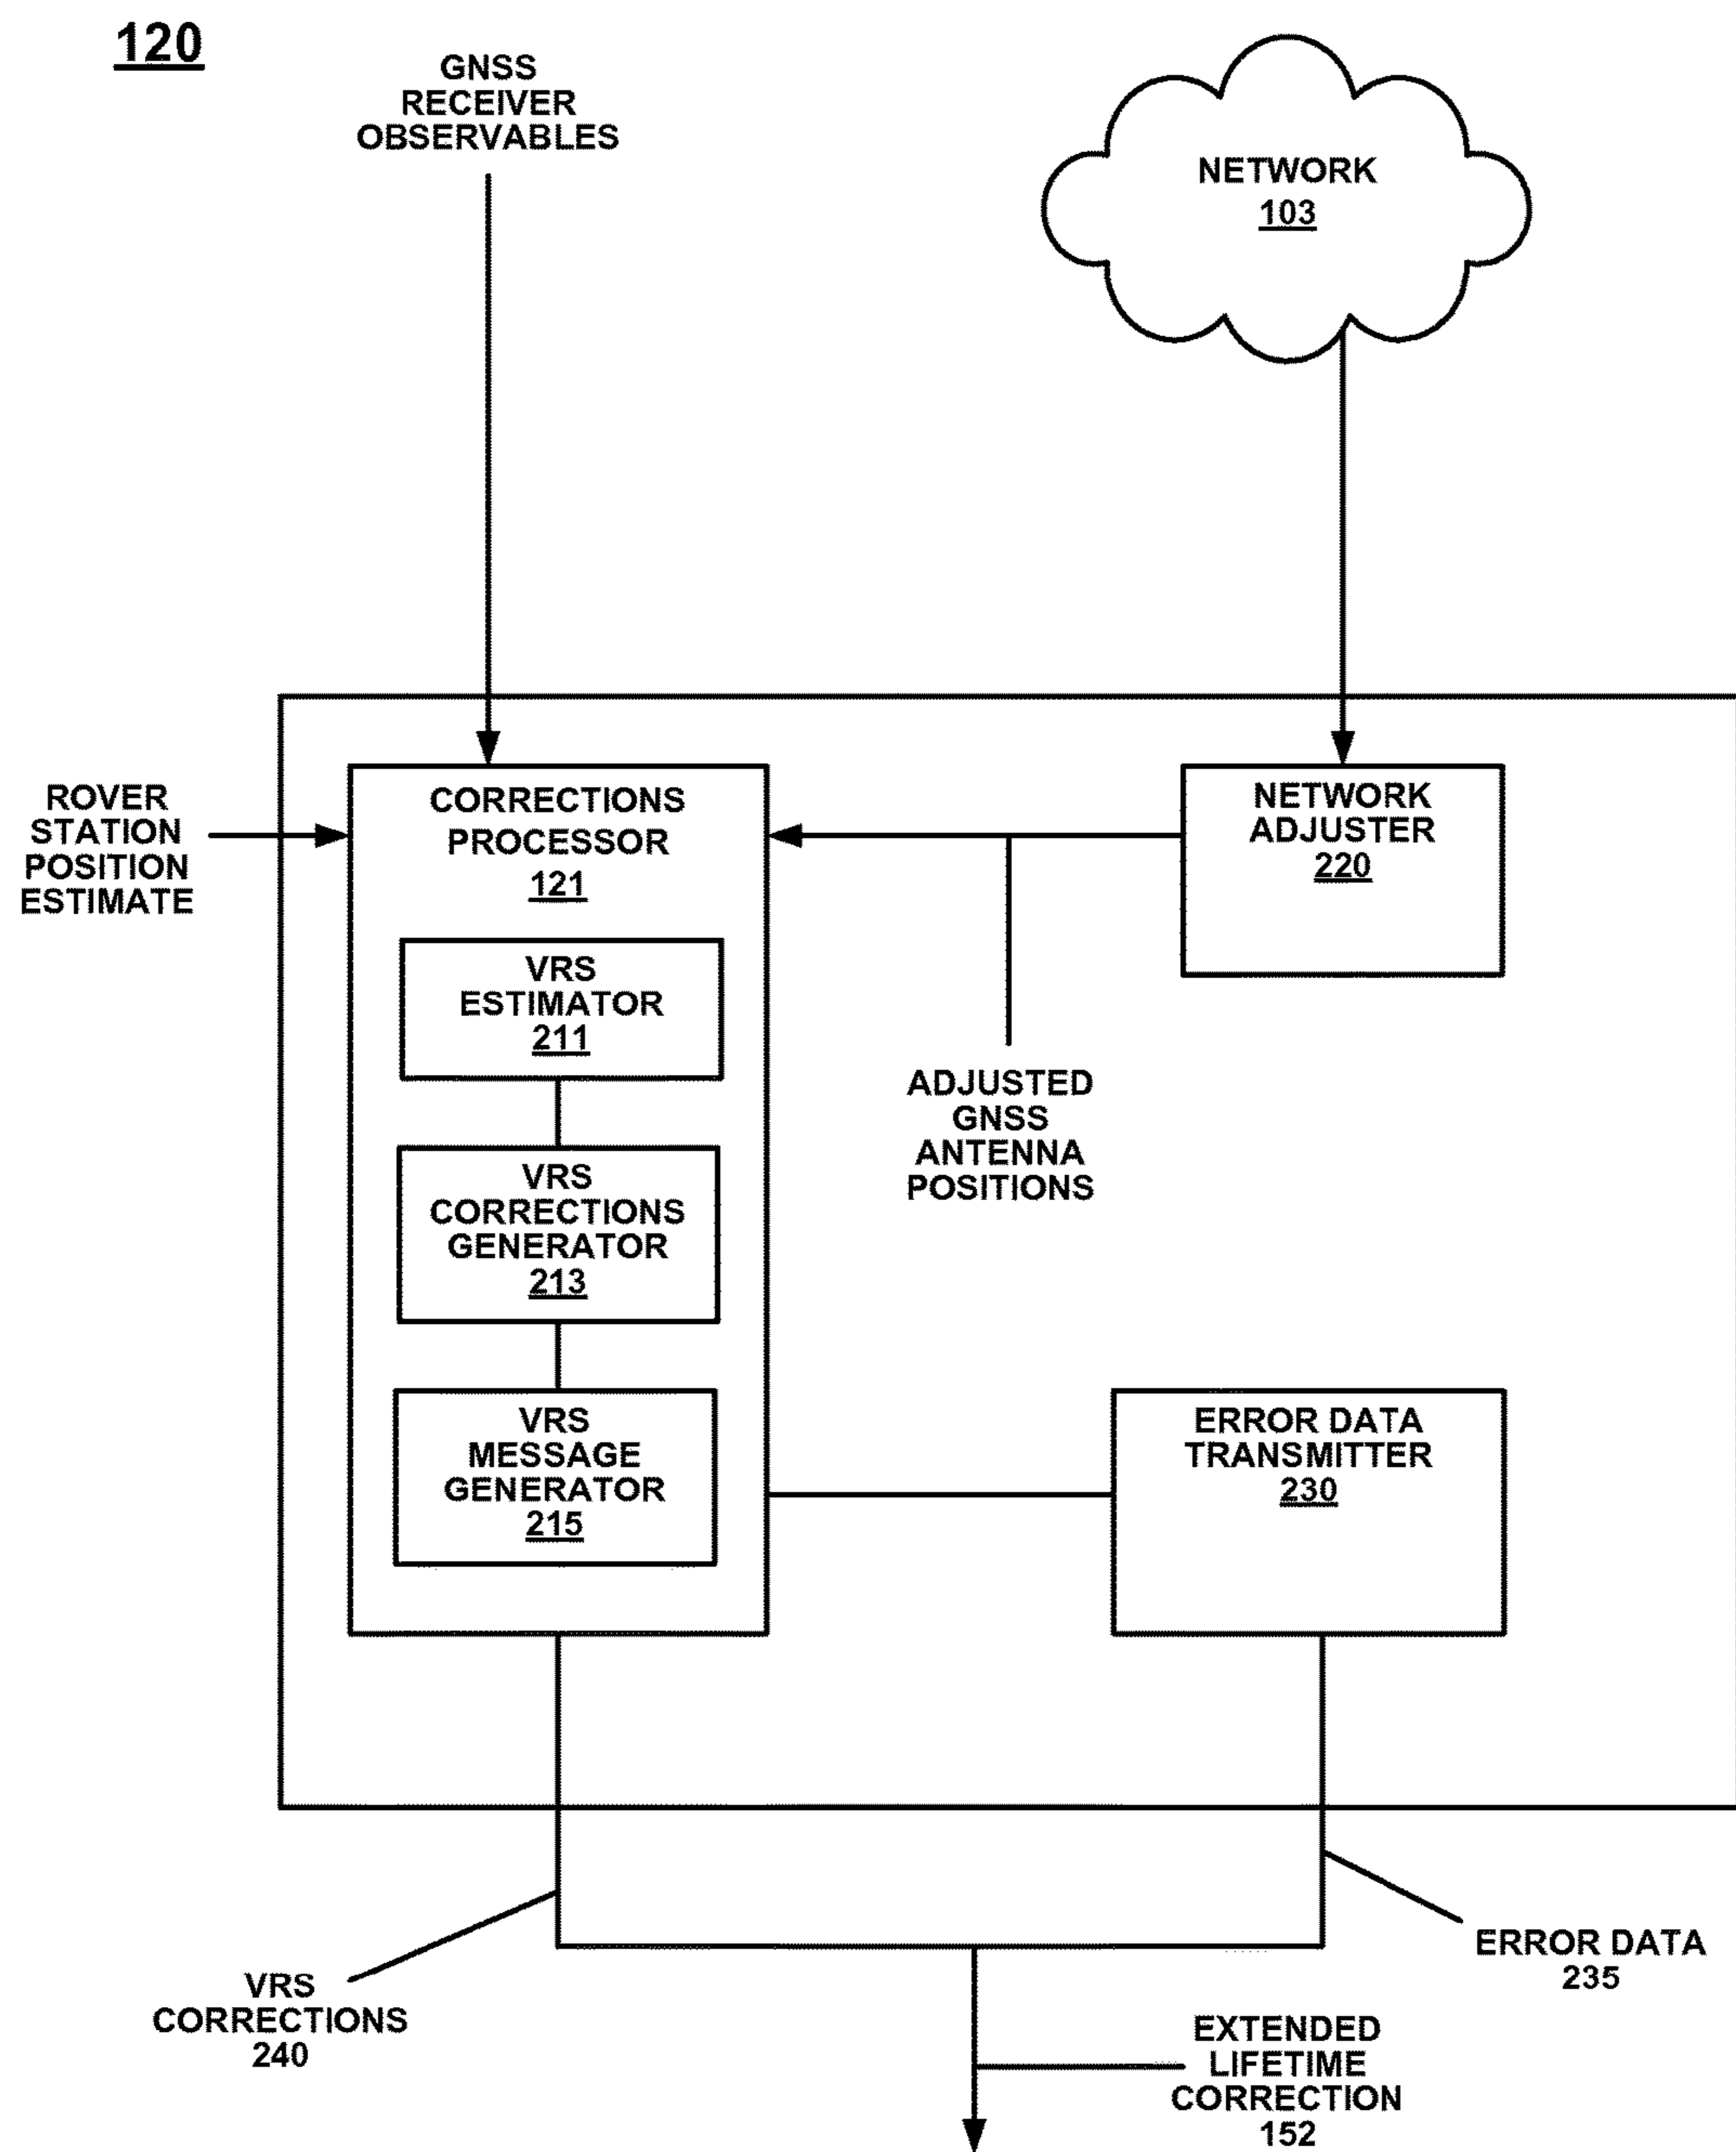 120
GNSS
RECEIVER
OBSERVABLES
NETWORK
103
ROVER
STATION
POSITION
ESTIMATE
CORRECTIONS
PROCESSOR
121
NETWORK
ADJUSTER
220
VRS
ESTIMATOR
211
ADJUSTED
GNSS
ANTENNA
POSITIONS
VRS
CORRECTIONS
GENERATOR
213
VRS
MESSAGE
GENERATOR
215
ERROR DATA
TRANSMITTER
230
VRS
CORRECTIONS
240
ERROR DATA
235
EXTENDED
LIFETIME
CORRECTION
152